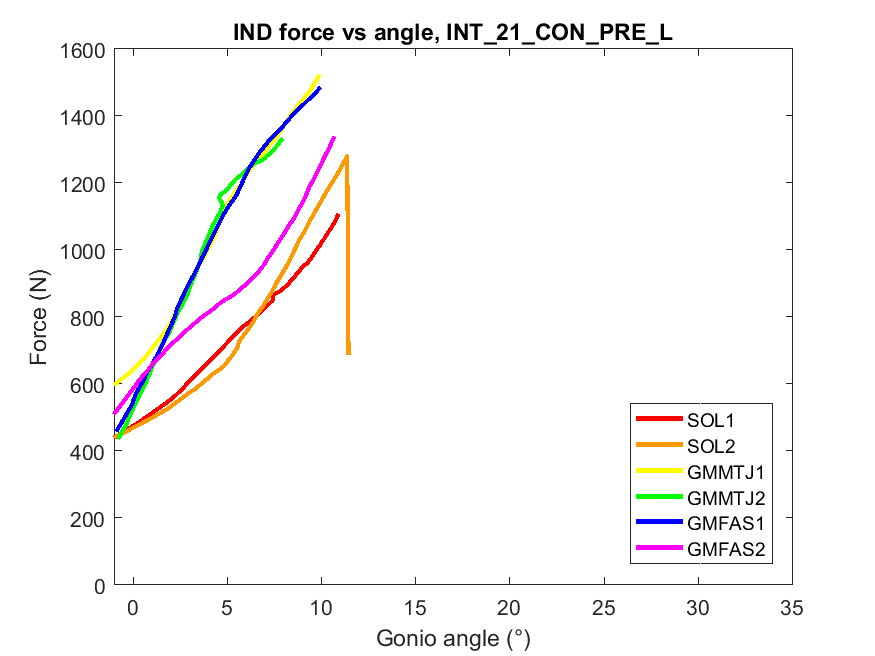 IND force vs angle, INT_21_CON_PRE_L
1600
1400
1200
1000
800
600
400
200
0
Force (N)
0 5 10 15 20 25 30 35
Gonio angle (°)
SOL1
SOL2
GMMTJ1
GMMTJ2
GMFAS1
GMFAS2